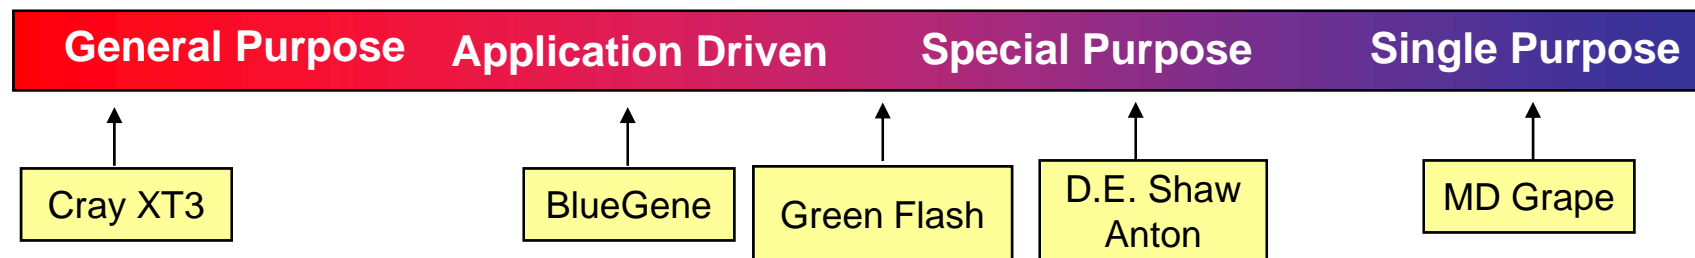 General Purpose Application Driven Special Purpose Single Purpose
Cray XT3
BlueGene
Green Flash
D.E. Shaw
Anton
MD Grape